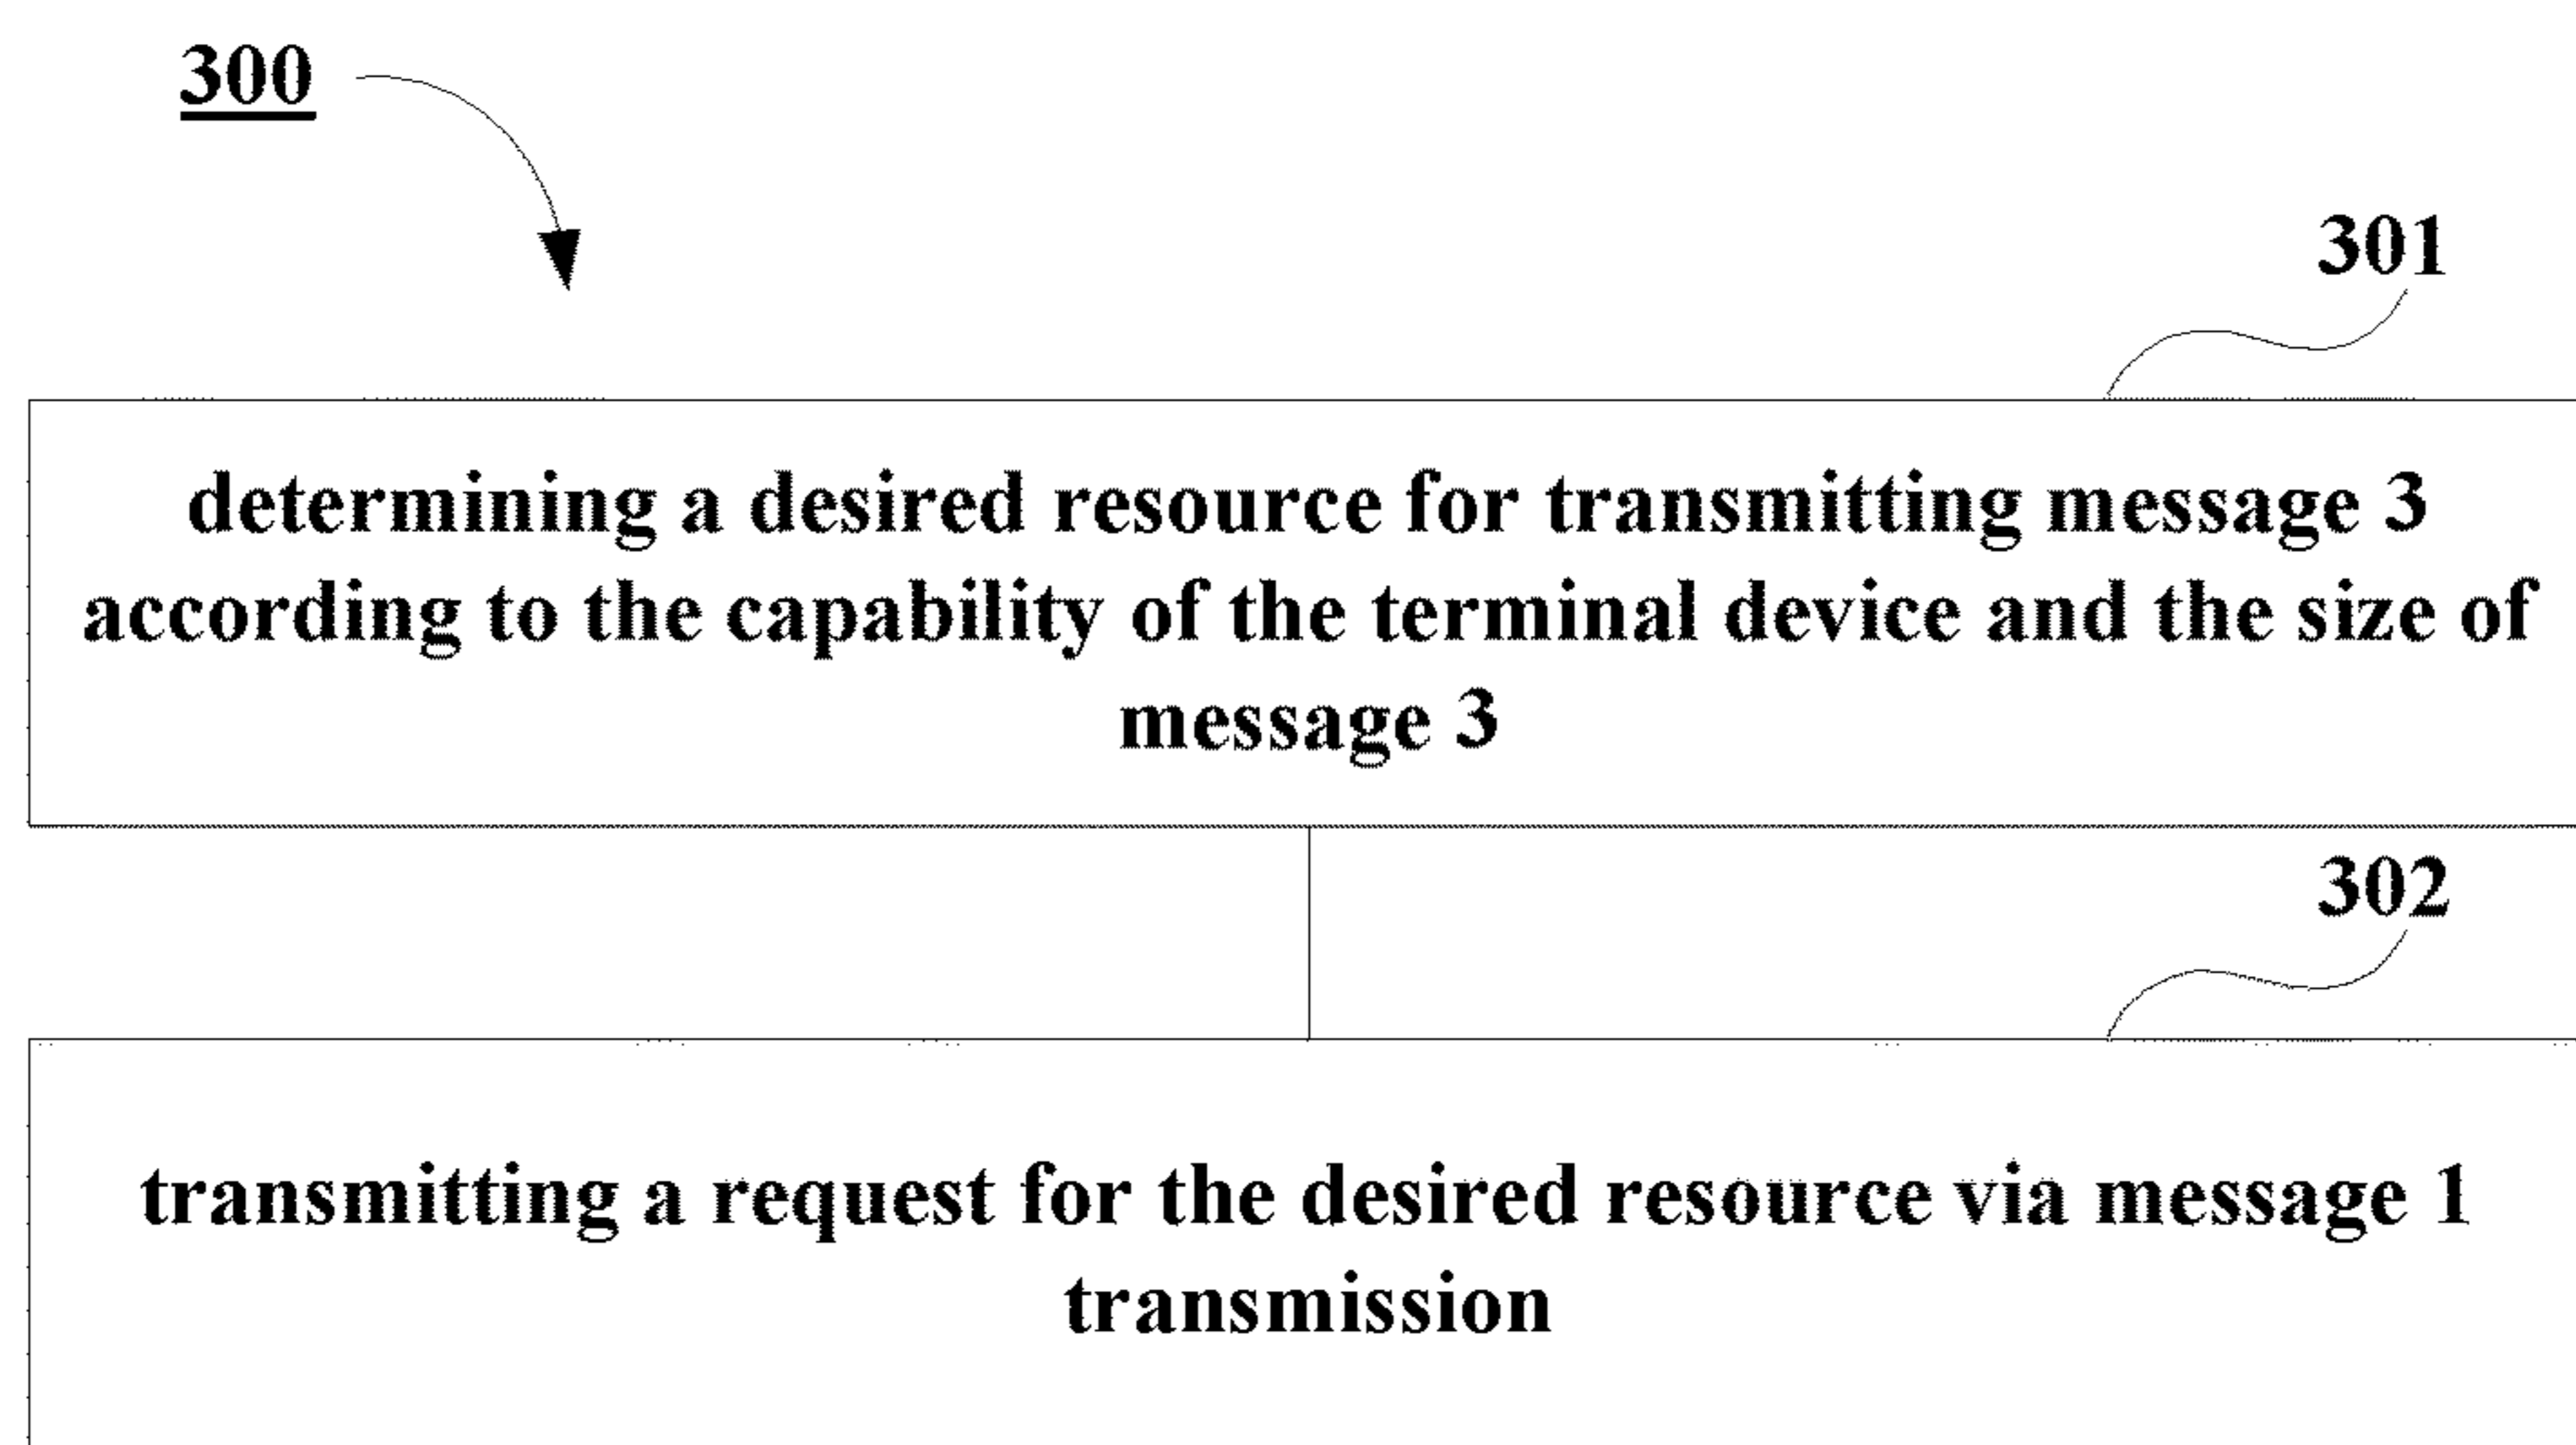 300
301
determining a desired resource for transmitting message 3
according to the capability of the terminal device and the size of
message 3
302
transmitting a request for the desired resource via message 1
transmission